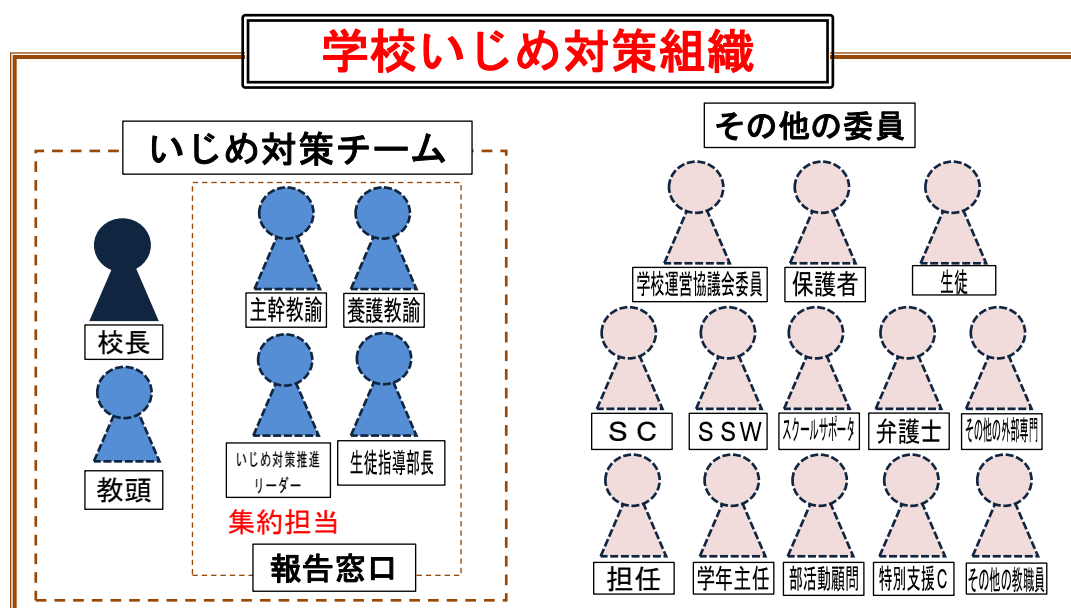 学校いじめ対策組織
いじめ対策チーム
校長
教頭
主幹教諭
養護教諭
いじめ対策推進
リーダー
生徒指導部長
集約担当
報告窓口
その他の委員
学校運営協議会委員
保護者
生徒
ＳＣ
ＳＳＷ
スクールサポータ
弁護士
その他の外部専門
担任
学年主任
部活動顧問
特別支援Ｃ
その他の教職員